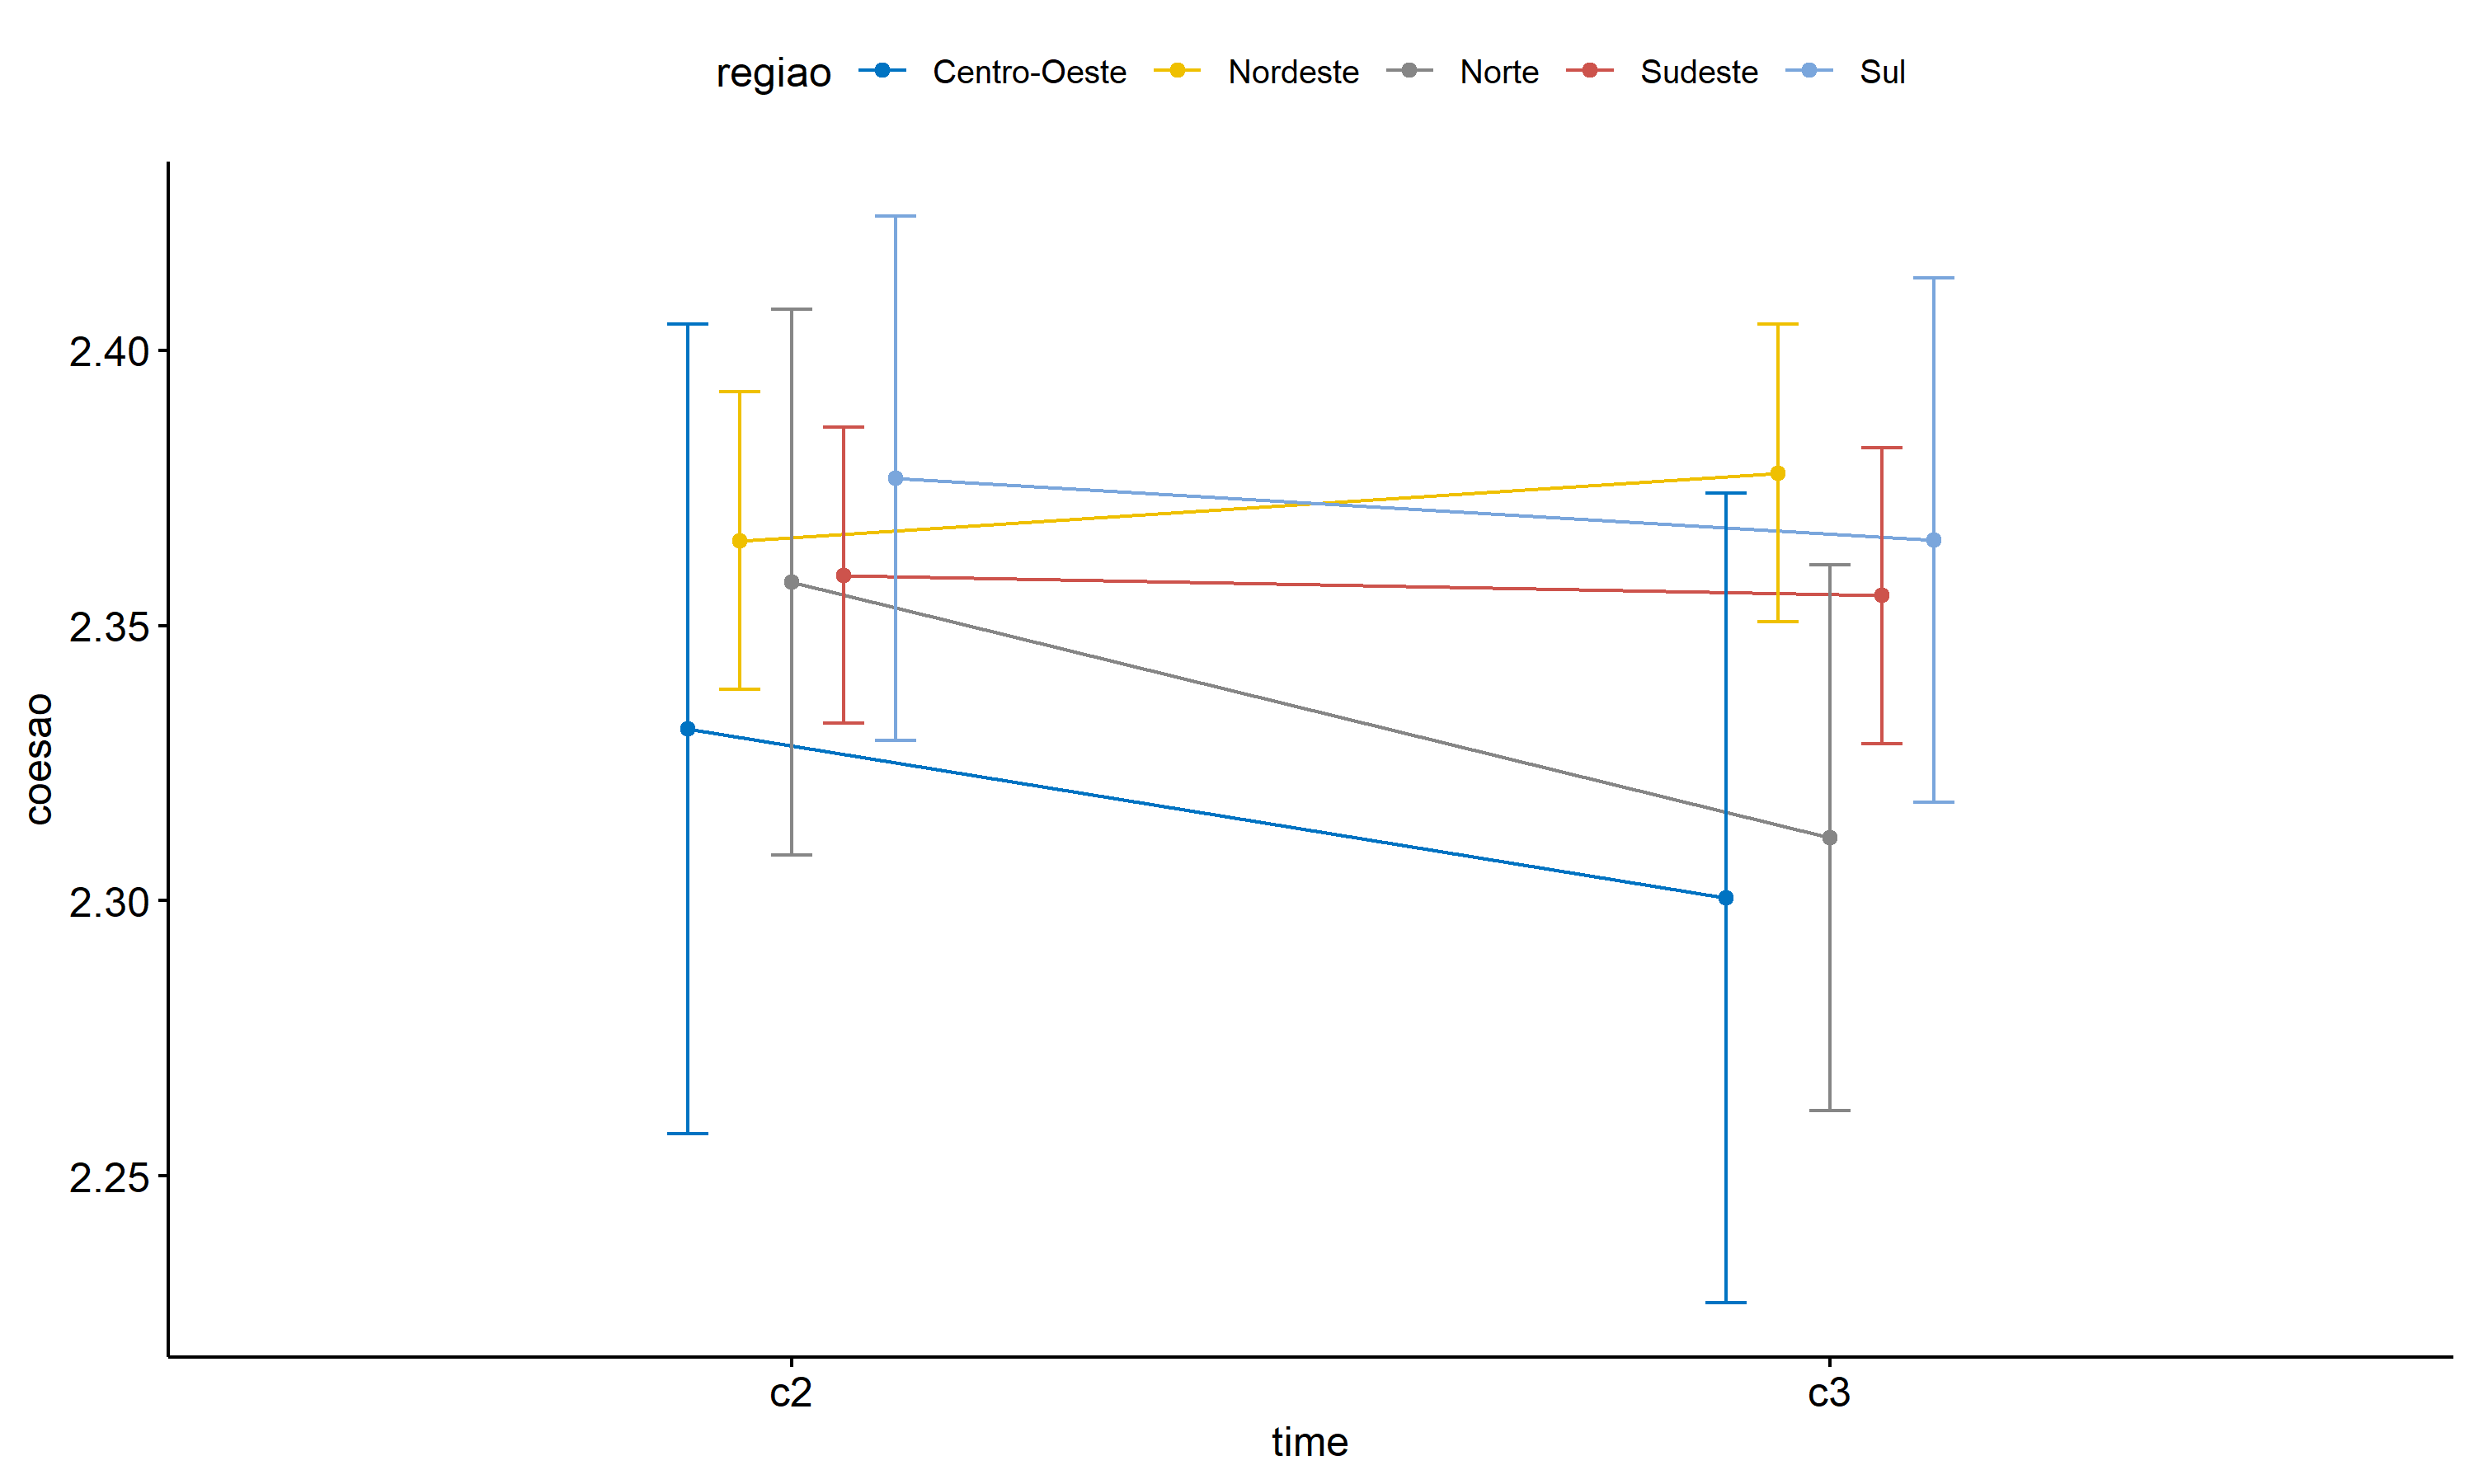 regiao Centro-Oeste Nordeste Norte Sudeste Sul
2.40
2.35
2.30
2.25
coesao
c2 c3
time